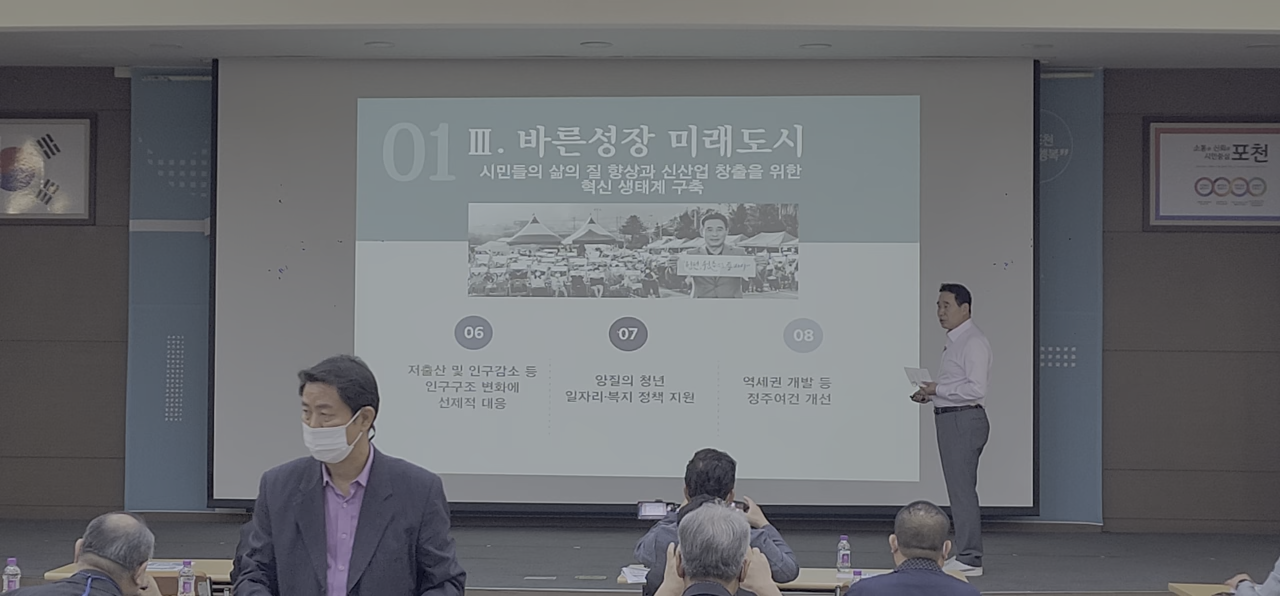 01
Ⅲ. 바른성장 미래도시
시민들의 삶의 질 향상과 신산업 창출을 위한
혁신 생태계 구축
06
저출산 및 인구감소 등
인구구조 변화에
선제적 대응
07
양질의 청년
일자리·복지 정책 지원
08
역세권 개발 등
정주여건 개선
포천